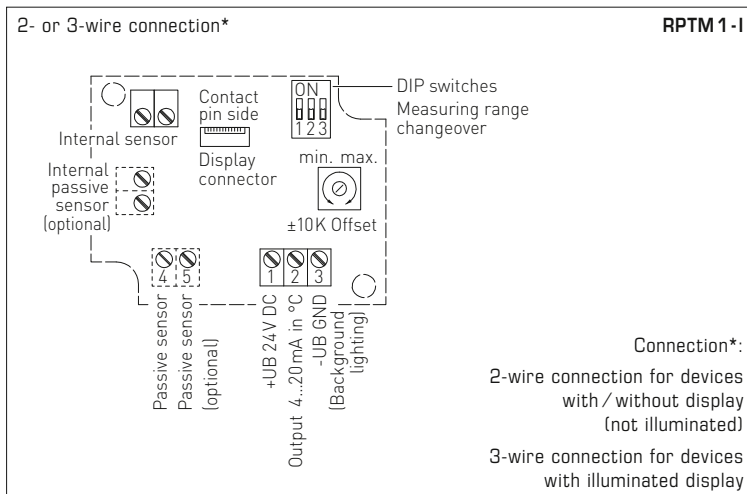 2- or 3-wire connection*
RPTM 1 - I
ON
1 2 3
DIP switches
Measuring range
changeover
Contact
pin side
Internal sensor
Display
connector
Internal
passive
sensor
(optional)
min. max.
±10K Offset
4 5
1 2 3
Passive sensor
Passive sensor
(optional)
+UB 24V DC
Output 4...20mA in °C
-UB GND
(Background
lighting)
Connection*:
2-wire connection for devices
with / without display
(not illuminated)
3-wire connection for devices
with illuminated display